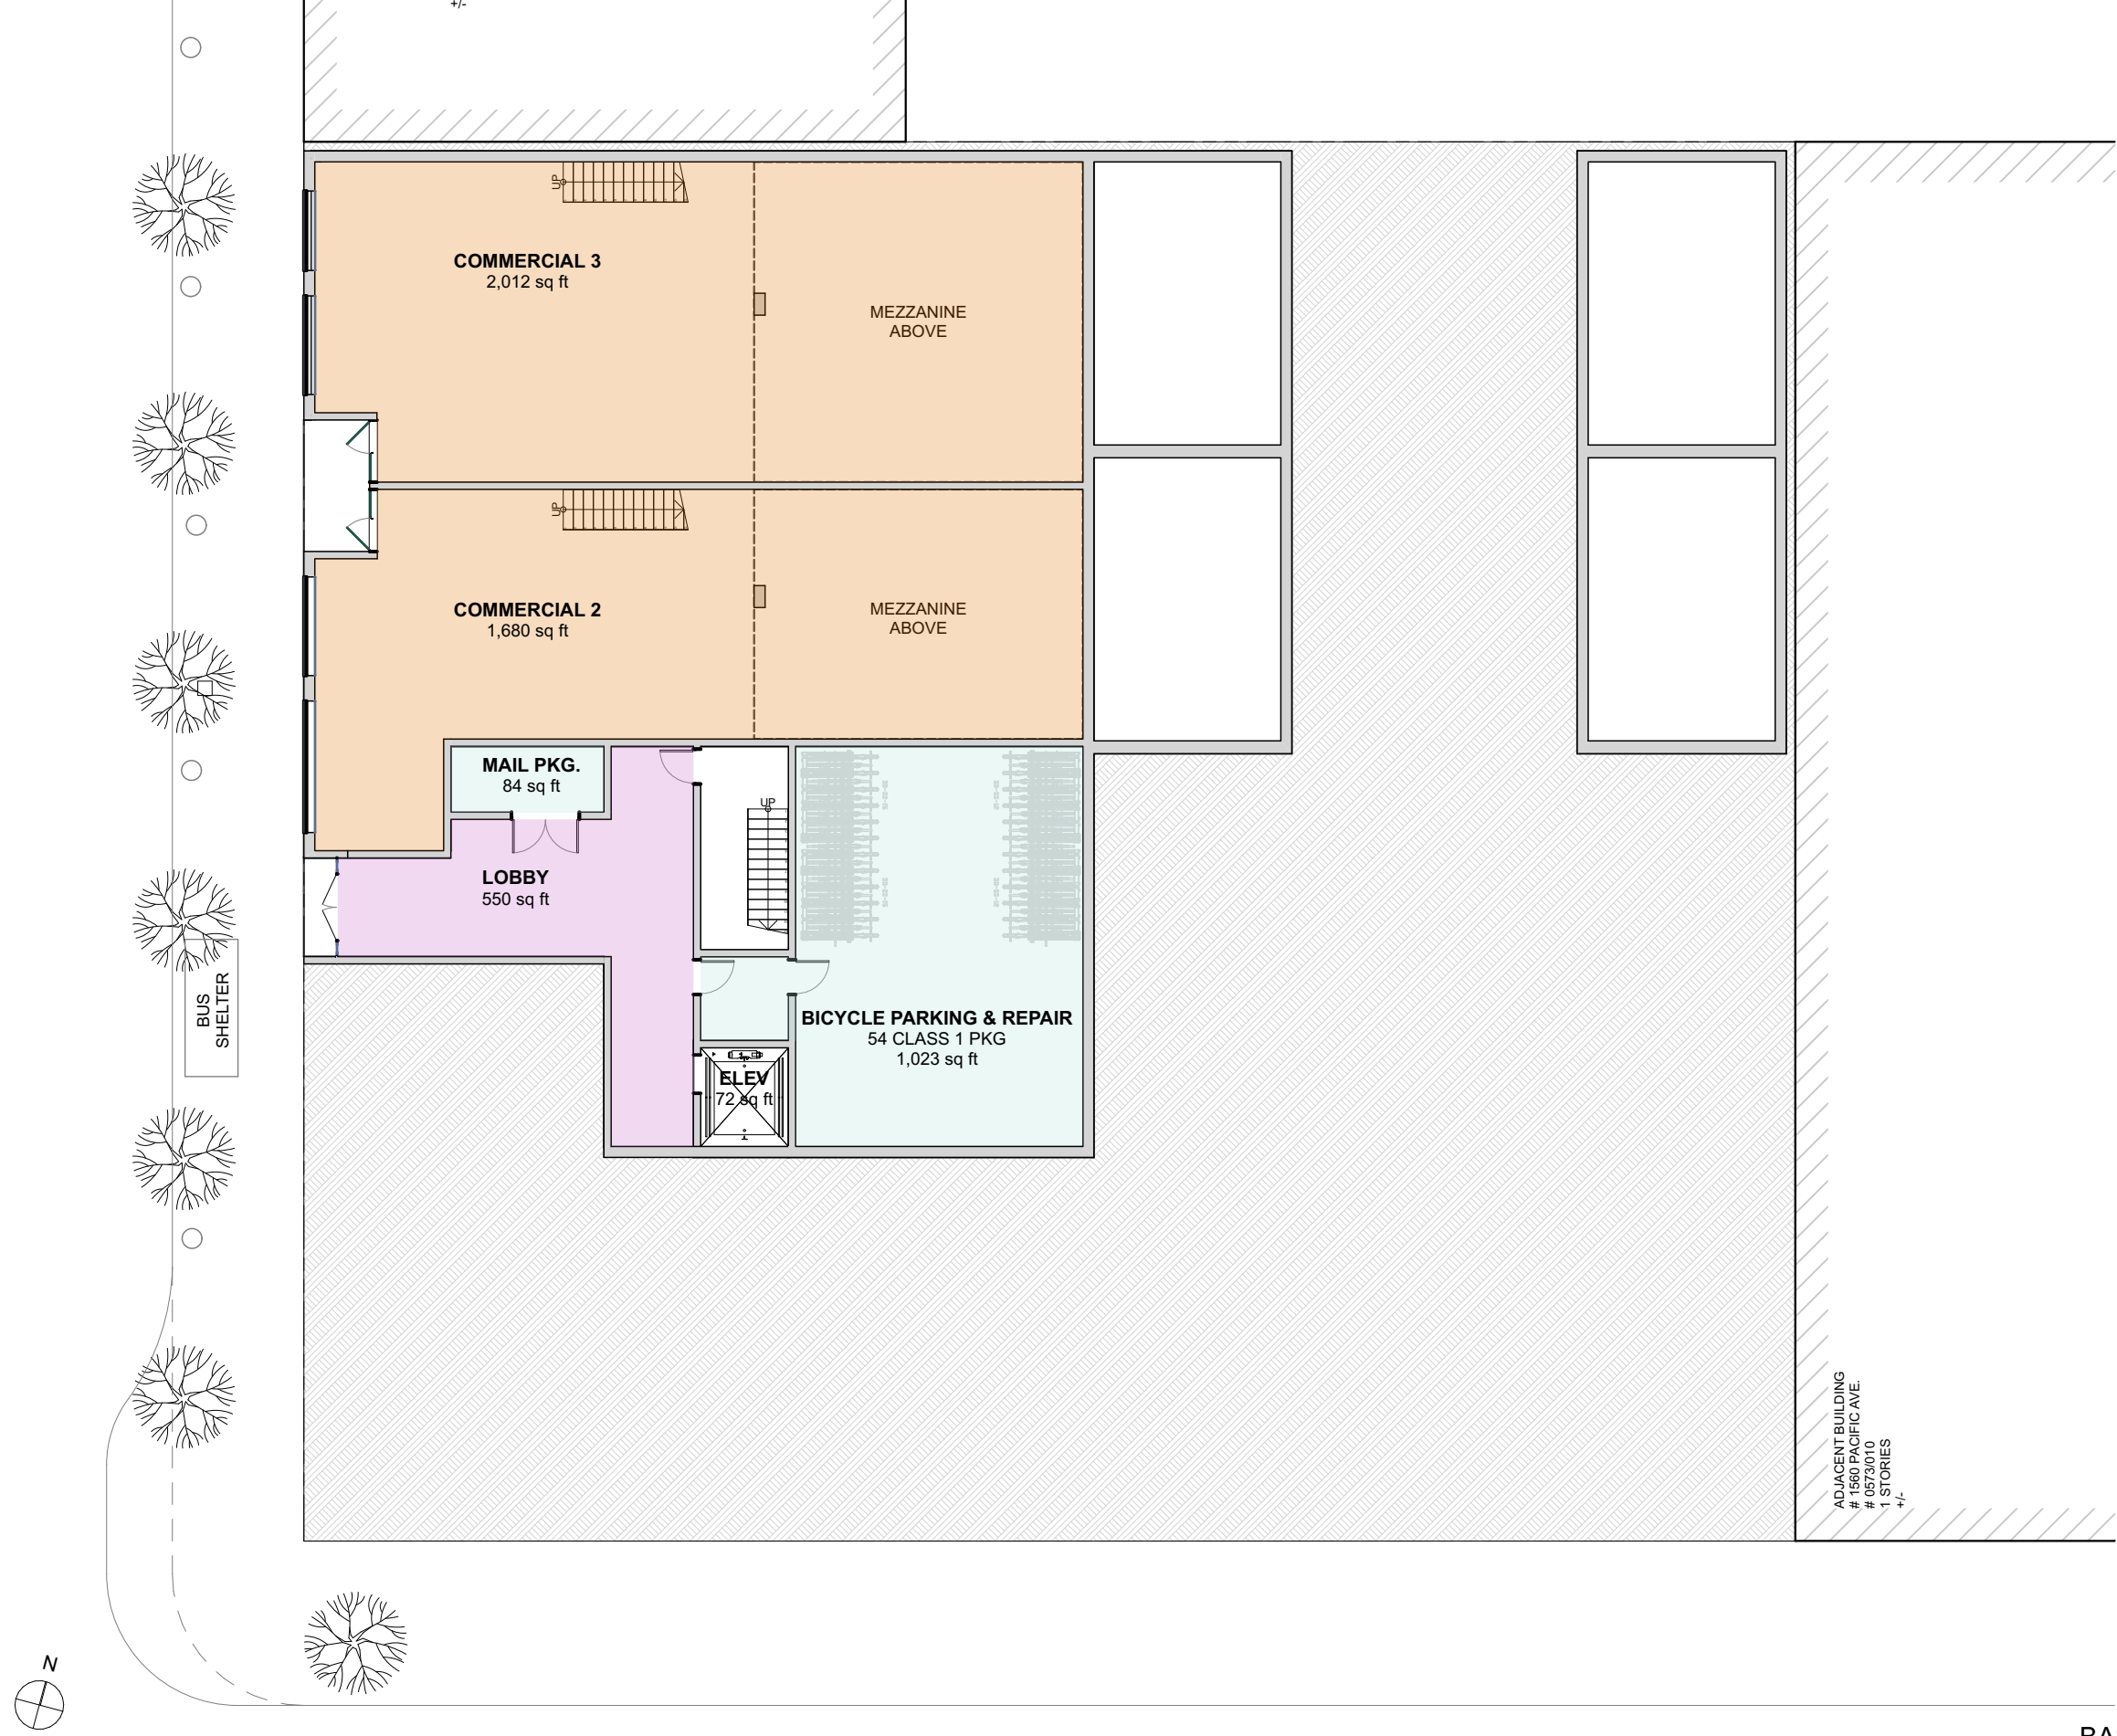 +/-
UP
COMMERCIAL 3
2,012 sq ft
MEZZANINE
ABOVE
UP
COMMERCIAL 2
1,680 sq ft
MEZZANINE
ABOVE
MAIL PKG.
84 sq ft
UP
LOBBY
550 sq ft
BUS
SHELTER
BICYCLE PARKING & REPAIR
54 CLASS 1 PKG
1,023 sq ft
ELEV
72 sq ft
ADJACENT BUILDING
# 1560 PACIFIC AVE.
# 0573/010
1 STORIES
+/-
N